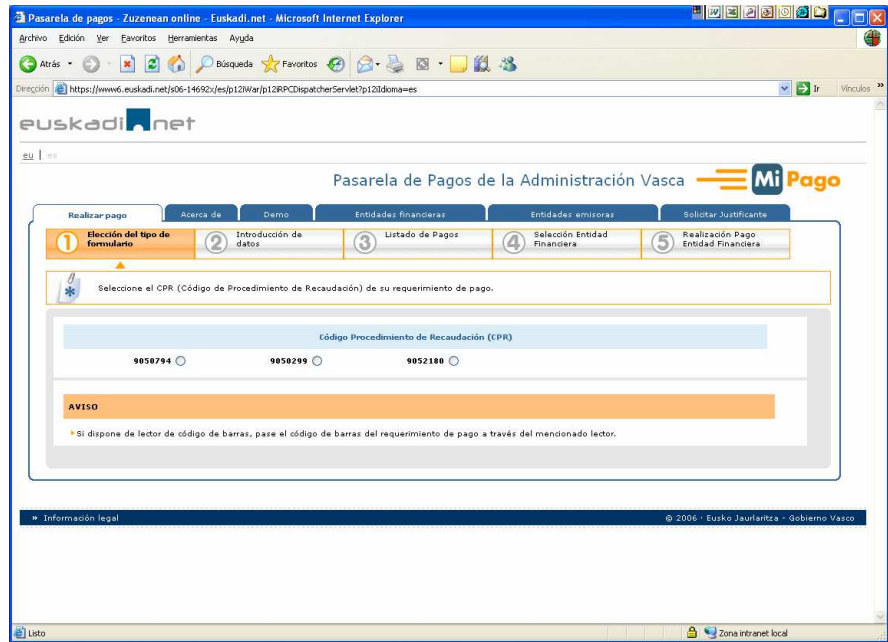 Pasarela de pagos - Zuzenean online - Euskadi.net - Microsoft Internet Explorer
Archivo Edición Ver Favoritos Herramientas Ayuda
Atrás Búsqueda Favoritos
Dirección https://www6.euskadi.net/s06-14692x/es/p12iWar/p12iRPCDispatcherServlet?p12iIdioma=es Ir Vínculos »
euskadi net
eu | es
Pasarela de Pagos de la Administración Vasca Mi Pago
Realizar pago Acerca de Demo Entidades financieras Entidades emisoras Solicitar Justificante
1 Elección del tipo de formulario
2 Introducción de datos
3 Listado de Pagos
4 Selección Entidad Financiera
5 Realización Pago Entidad Financiera
Seleccione el CPR (Código de Procedimiento de Recaudación) de su requerimiento de pago.
Código Procedimiento de Recaudación (CPR)
9050794 9050299 9052180
AVISO
Si dispone de lector de código de barras, pase el código de barras del requerimiento de pago a través del mencionado lector.
» Información legal © 2006 · Eusko Jaurlaritza - Gobierno Vasco
Listo Zona intranet local